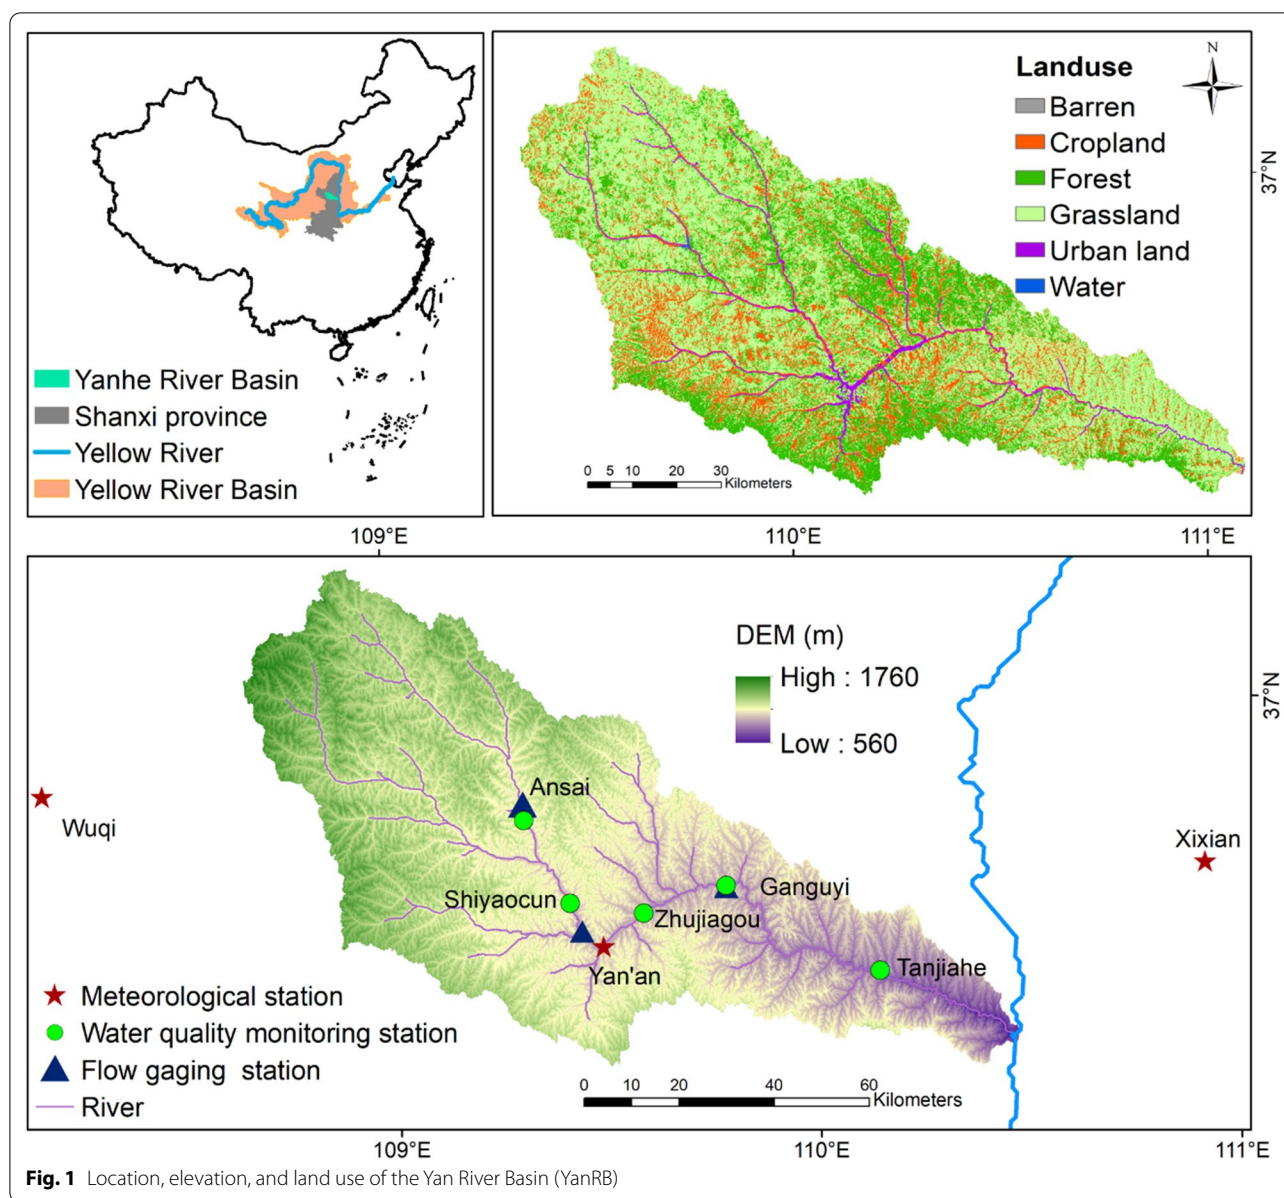 Yanhe River Basin
Shanxi province
Yellow River
Yellow River Basin
Landuse
Barren
Cropland
Forest
Grassland
Urban land
Water
N
37°N
0 5 10 20 30
Kilometers
109°E 110°E 111°E
DEM (m)
High : 1760
Low : 560
37°N
Wuqi
Ansai
Xixian
Shiyaocun
Ganguyi
Zhujiagou
Yan'an
Tanjiahe
Meteorological station
Water quality monitoring station
Flow gaging station
River
0 10 20 40 60
Kilometers
109°E 110°E 111°E
Fig. 1 Location, elevation, and land use of the Yan River Basin (YanRB)